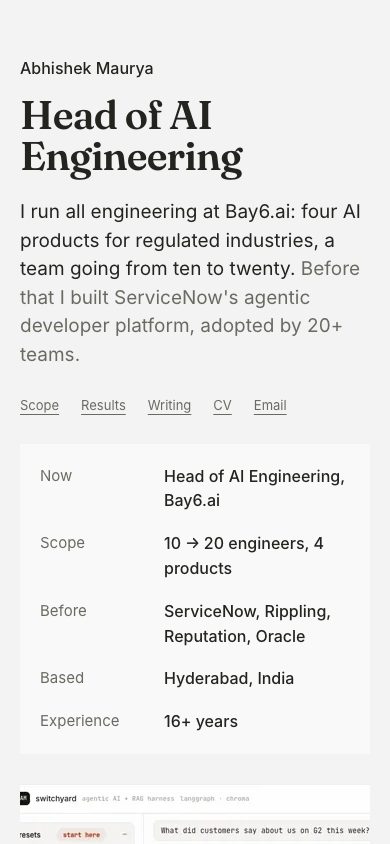 Abhishek Maurya
Head of AI
Engineering
I run all engineering at Bay6.ai: four AI
products for regulated industries, a
team going from ten to twenty. Before
that I built ServiceNow's agentic
developer platform, adopted by 20+
teams.
Scope Results Writing CV Email
Now Head of AI Engineering,
Bay6.ai
Scope 10 → 20 engineers, 4
products
Before ServiceNow, Rippling,
Reputation, Oracle
Based Hyderabad, India
Experience 16+ years
switchyard agentic AI + RAG harness langgraph · chroma
resets start here — What did customers say about us on G2 this week?